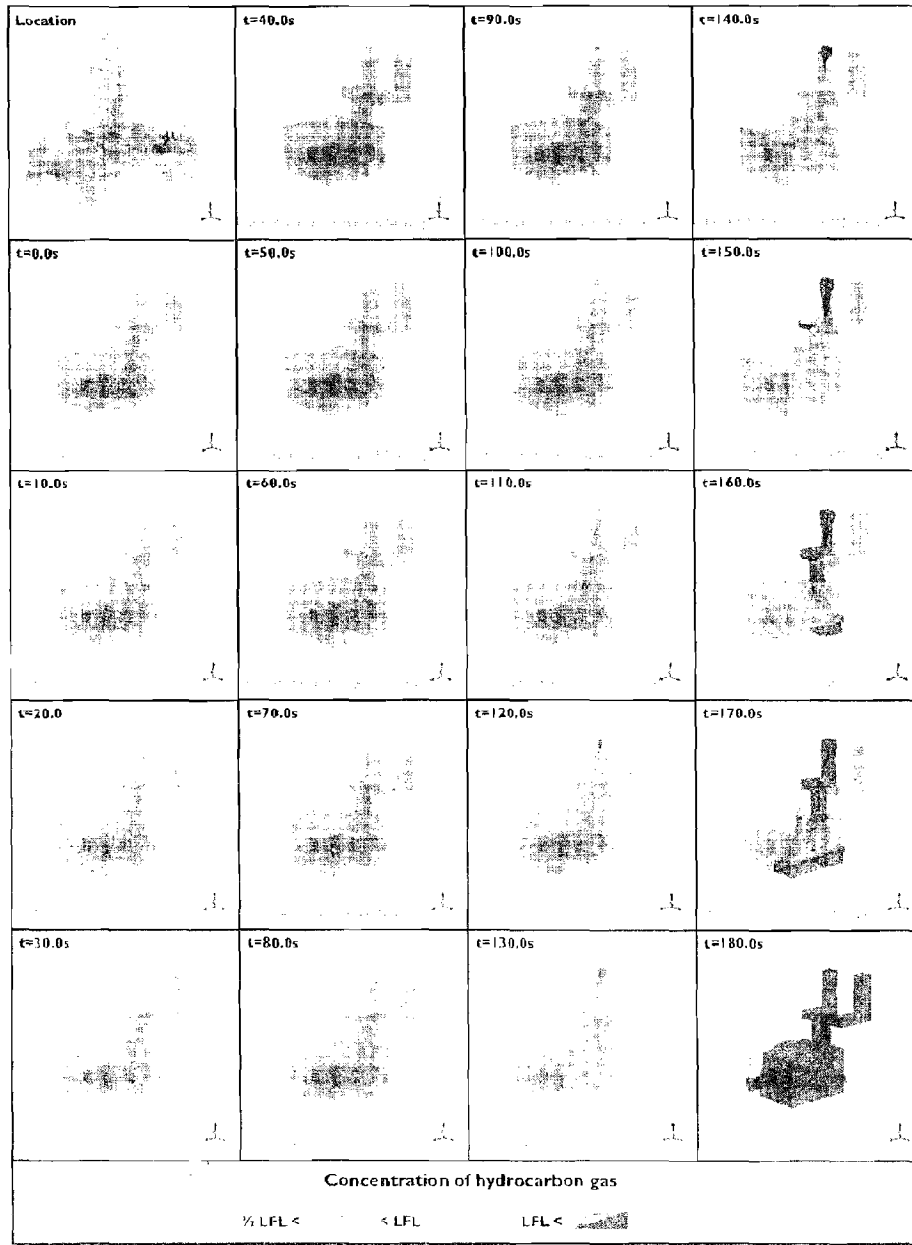 Location
t=40.0s
t=90.0s
t=140.0s
t=0.0s
t=50.0s
t=100.0s
t=150.0s
t=10.0s
t=60.0s
t=110.0s
t=160.0s
t=20.0
t=70.0s
t=120.0s
t=170.0s
t=30.0s
t=80.0s
t=130.0s
t=180.0s
Concentration of hydrocarbon gas
½ LFL < < LFL LFL <